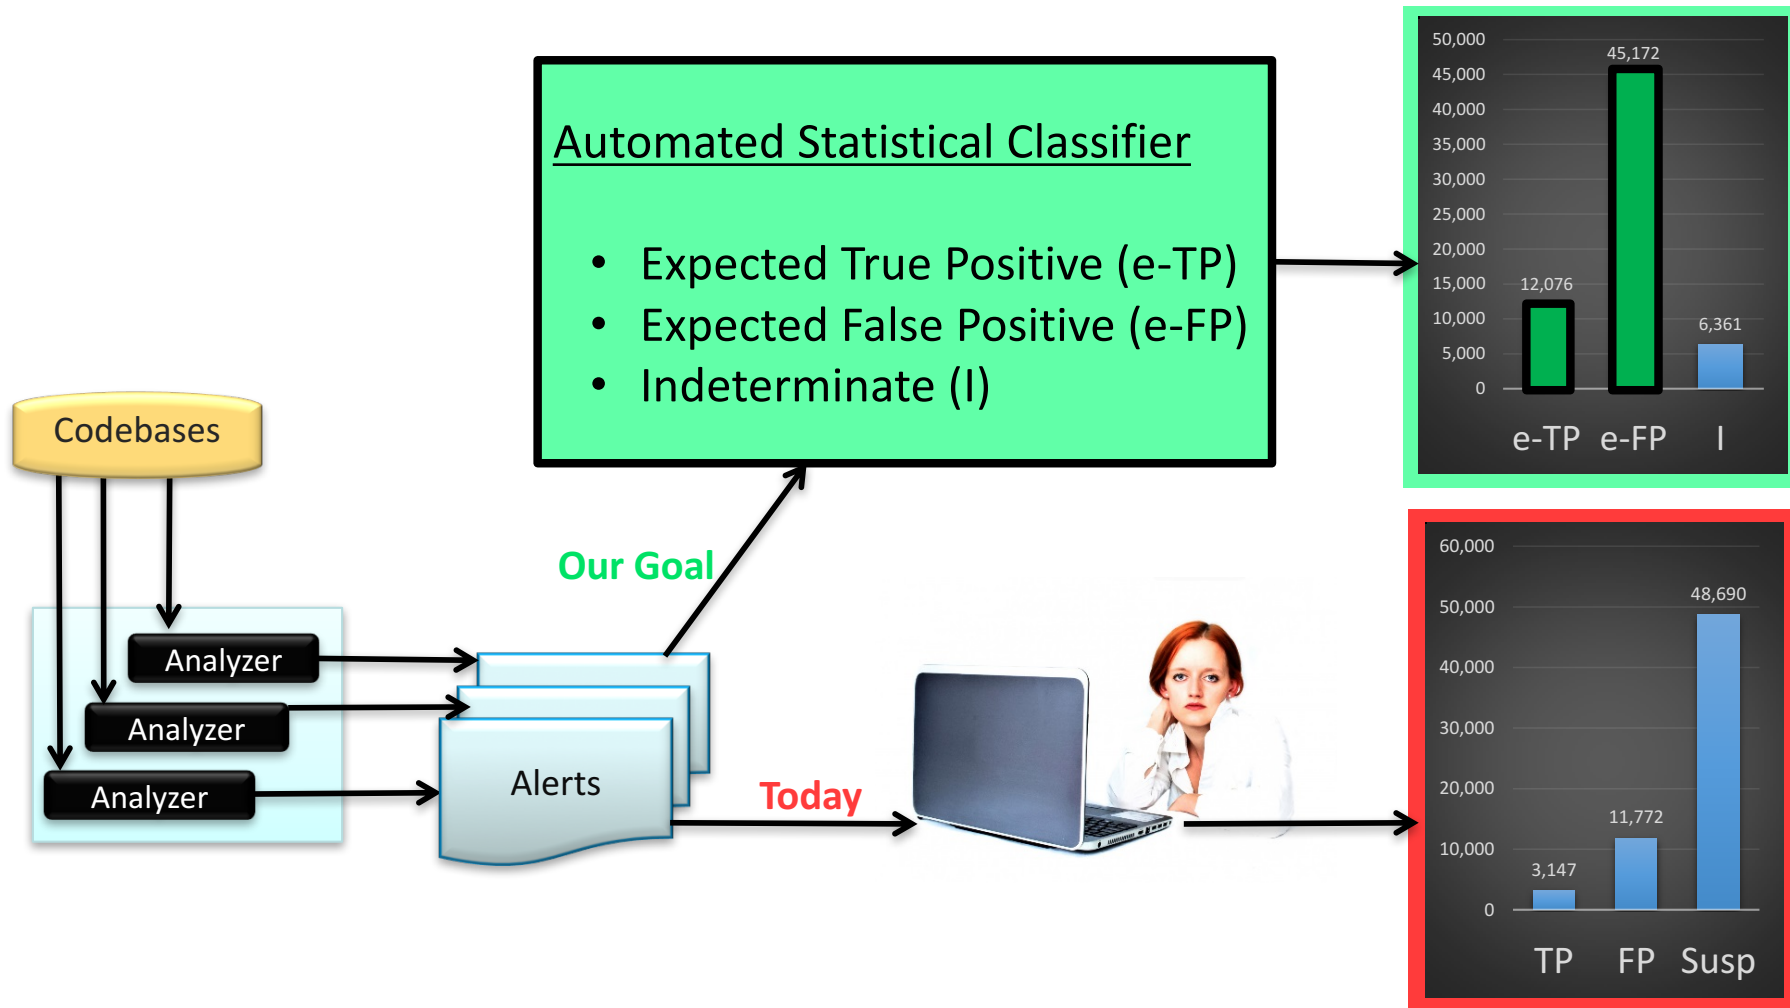 Automated Statistical Classifier
• Expected True Positive (e-TP)
• Expected False Positive (e-FP)
• Indeterminate (I)
50,000
45,000
40,000
35,000
30,000
25,000
20,000
15,000
10,000
5,000
0
12,076
45,172
6,361
e-TP e-FP I
Codebases
Our Goal
Analyzer
Analyzer
Analyzer
Alerts
Today
60,000
50,000
40,000
30,000
20,000
10,000
0
3,147
11,772
48,690
TP FP Susp